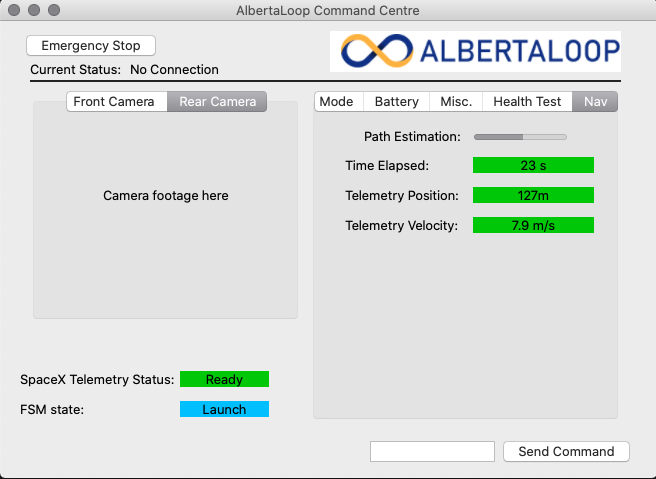 AlbertaLoop Command Centre
Emergency Stop
ALBERTALOOP
Current Status: No Connection
Front Camera Rear Camera
Mode Battery Misc. Health Test Nav
Path Estimation:
Time Elapsed: 23 s
Camera footage here
Telemetry Position: 127m
Telemetry Velocity: 7.9 m/s
SpaceX Telemetry Status: Ready
FSM state: Launch
Send Command